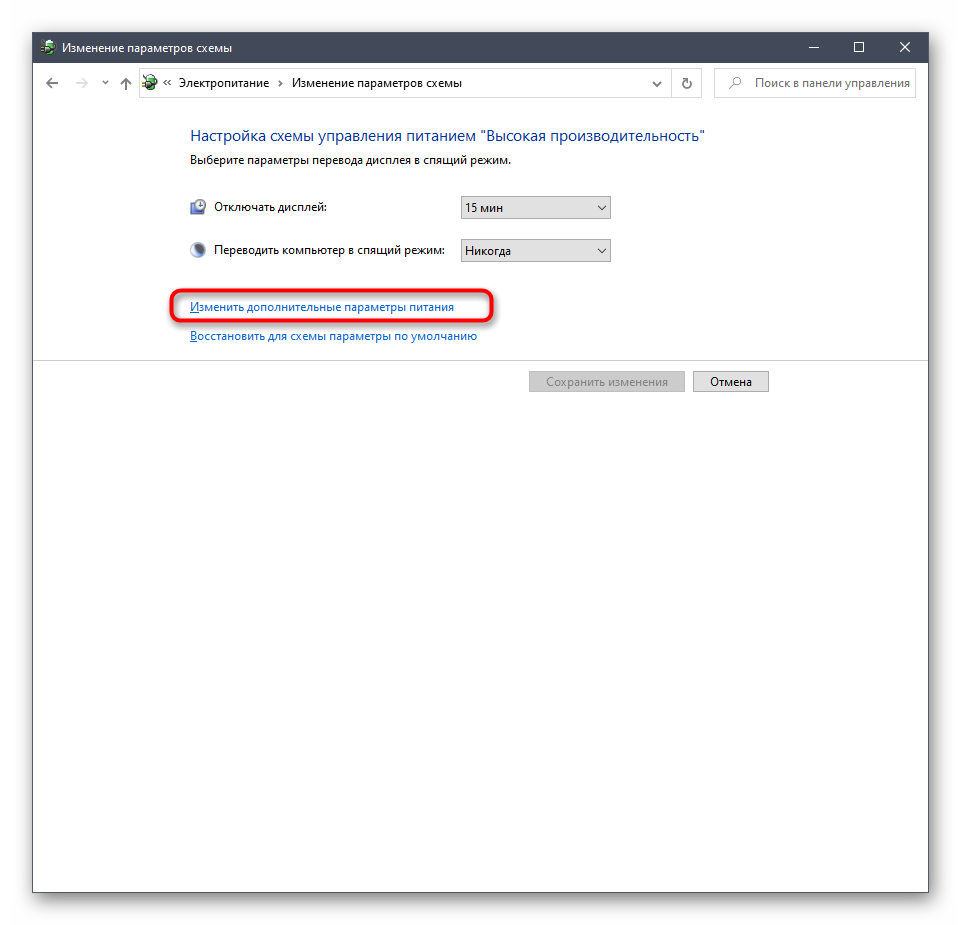 Изменение параметров схемы
« Электропитание › Изменение параметров схемы
Поиск в панели управления
Настройка схемы управления питанием "Высокая производительность"
Выберите параметры перевода дисплея в спящий режим.
Отключать дисплей: 15 мин
Переводить компьютер в спящий режим: Никогда
Изменить дополнительные параметры питания
Восстановить для схемы параметры по умолчанию
Сохранить изменения Отмена